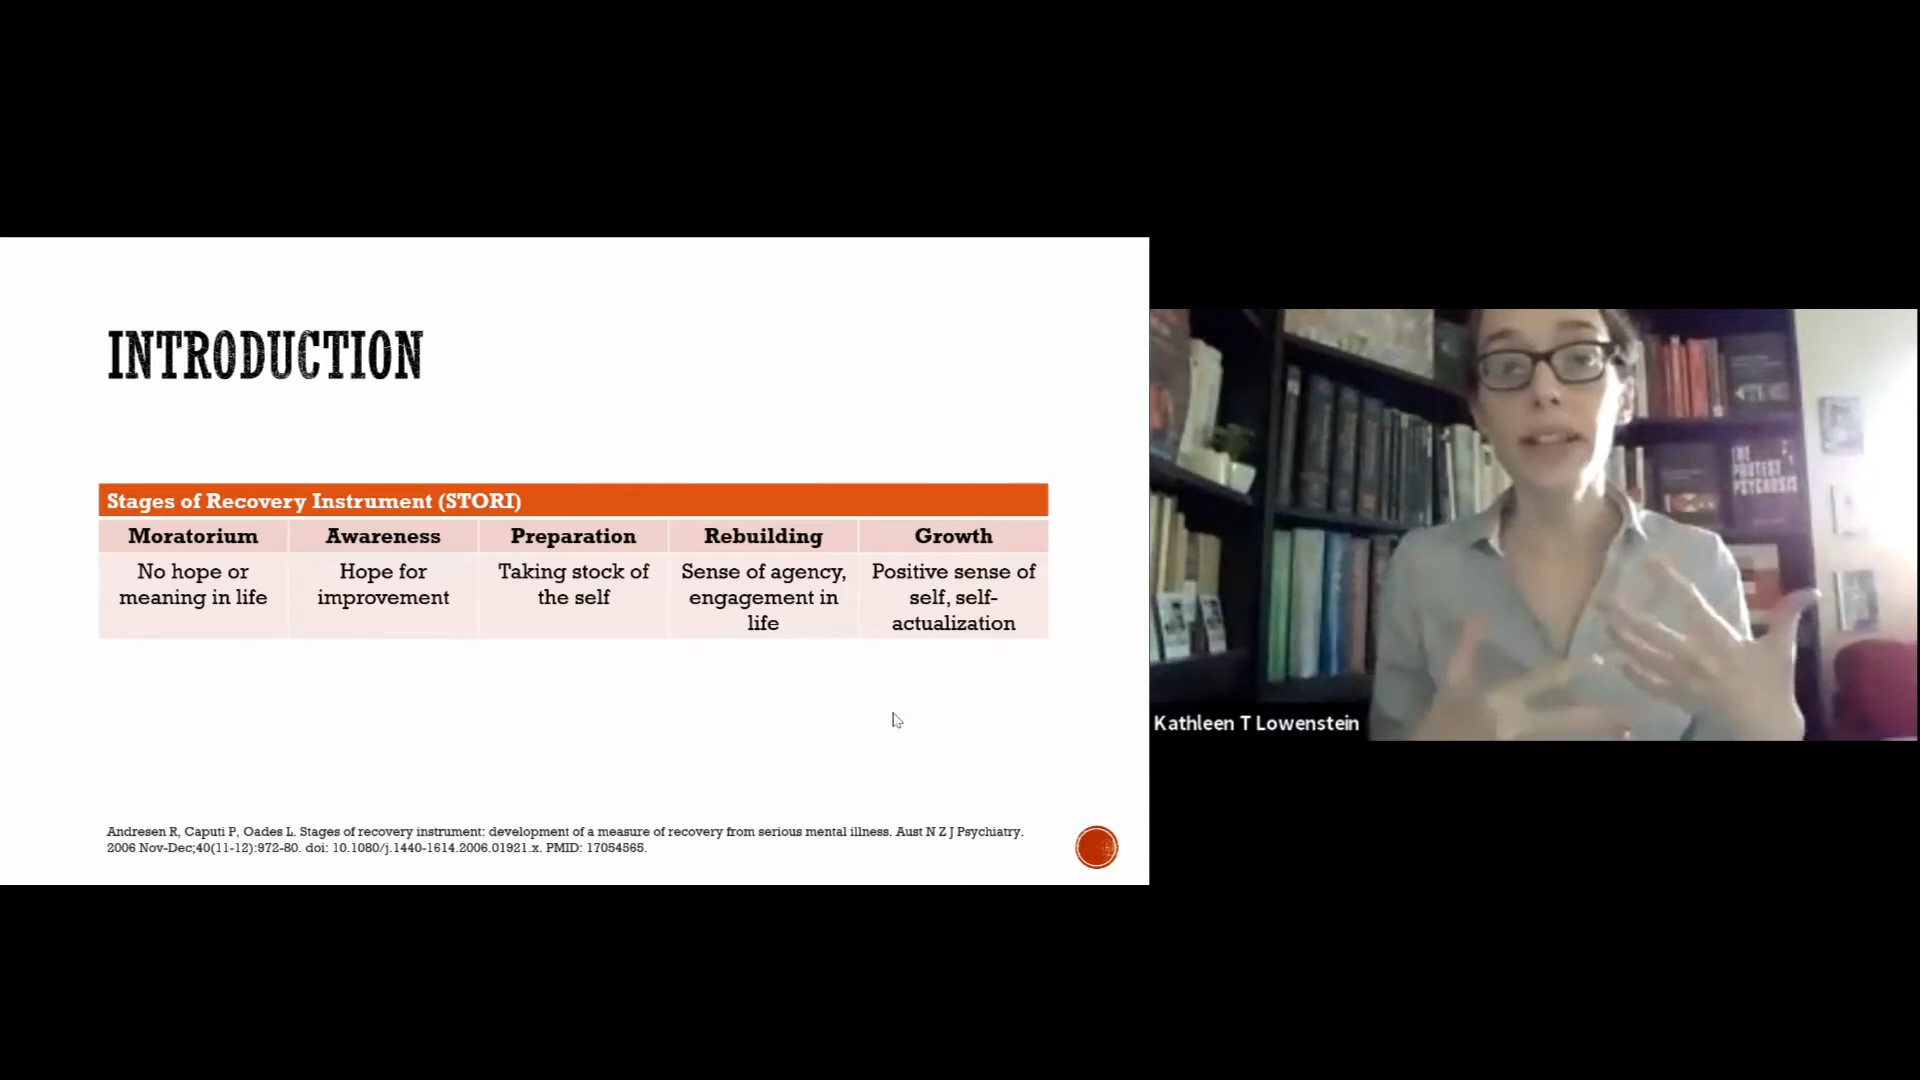 INTRODUCTION
Stages of Recovery Instrument (STORI)
Moratorium Awareness Preparation Rebuilding Growth
No hope or meaning in life
Hope for improvement
Taking stock of the self
Sense of agency, engagement in life
Positive sense of self, self-actualization
Andresen R, Caputi P, Oades L. Stages of recovery instrument: development of a measure of recovery from serious mental illness. Aust N Z J Psychiatry.
2006 Nov-Dec;40(11-12):972-80. doi: 10.1080/j.1440-1614.2006.01921.x. PMID: 17054565.
THE
PROTEST
PSYCHOSIS
Kathleen T Lowenstein